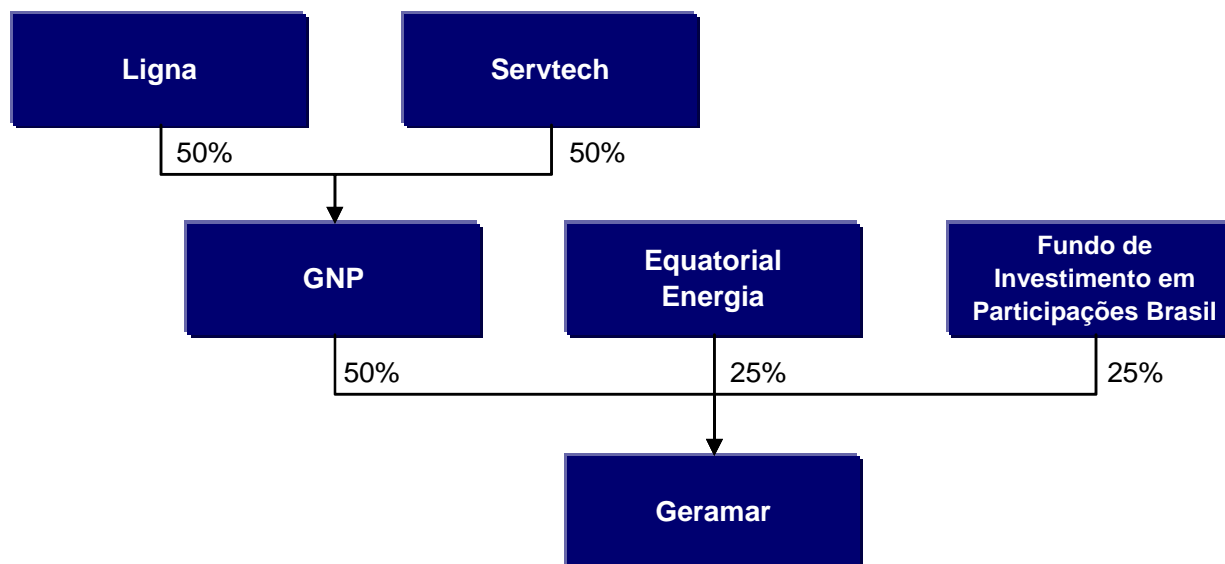 Ligna
Servtech
50%
50%
GNP
Equatorial
Energia
Fundo de
Investimento em
Participações Brasil
50%
25%
25%
Geramar